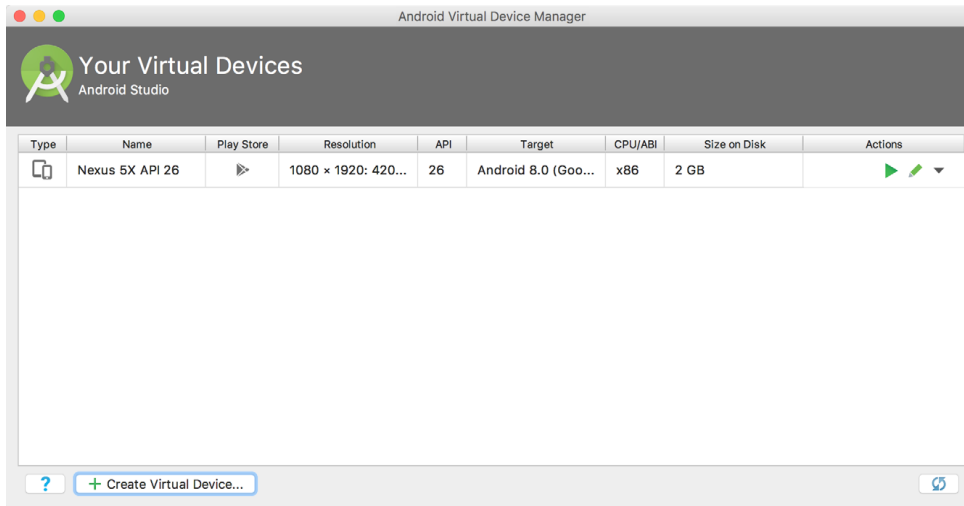 Android Virtual Device Manager
Your Virtual Devices
Android Studio
Type Name Play Store Resolution API Target CPU/ABI Size on Disk Actions
Nexus 5X API 26 1080 × 1920: 420... 26 Android 8.0 (Goo... x86 2 GB
? + Create Virtual Device...